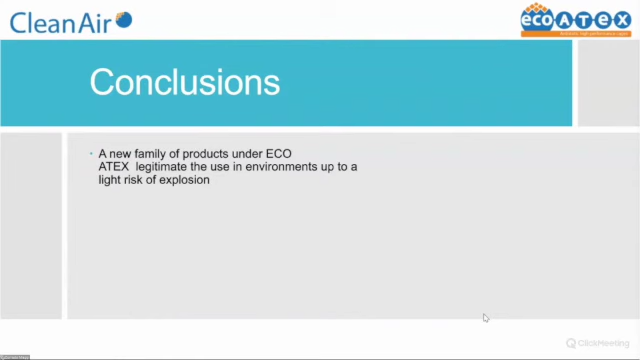 CleanAir
ecoATEX
Conclusions
A new family of products under ECO
ATEX legitimate the use in environments up to a
light risk of explosion
ClickMeeting